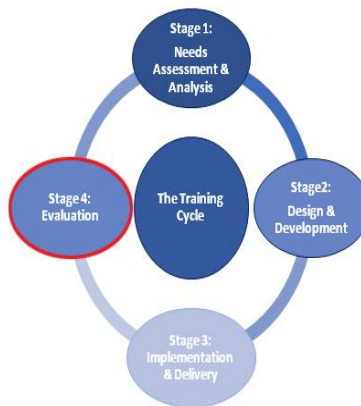 Stage 1:
Needs
Assessment &
Analysis
Stage 4:
Evaluation
The Training
Cycle
Stage2:
Design &
Development
Stage 3:
Implementation
& Delivery